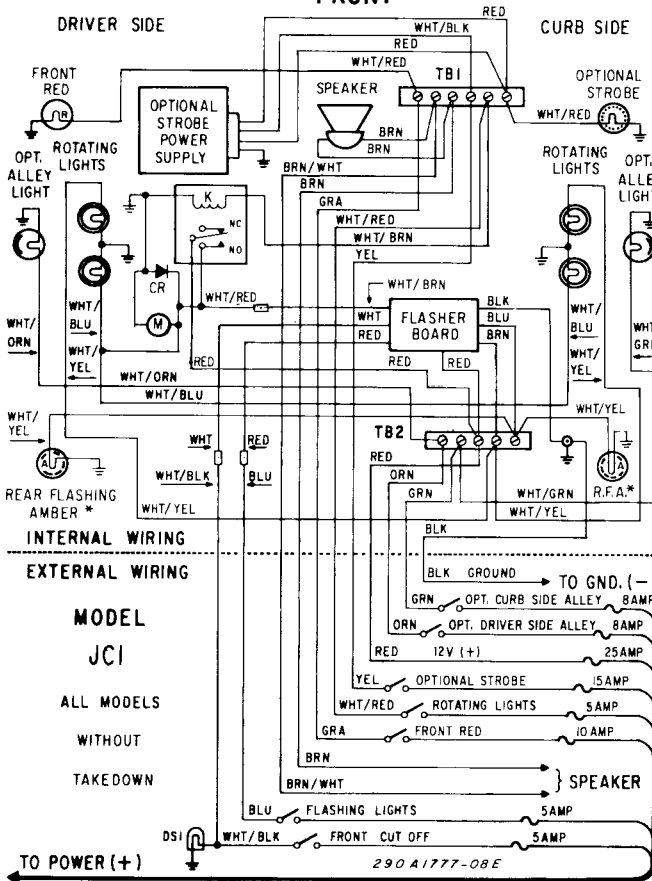 FRONT
DRIVER SIDE
CURB SIDE
RED
WHT/BLK
RED
WHT/RED
TB1
FRONT
RED
R
OPTIONAL
STROBE
POWER
SUPPLY
SPEAKER
BRN
BRN
OPTIONAL
STROBE
WHT/RED
OPT.
ALLEY
LIGHT
ROTATING
LIGHTS
K
NC
NO
CR
M
BRN/WHT
BRN
GRA
WHT/RED
WHT/BRN
YEL
ROTATING
LIGHTS
OPT.
ALLE
LIGH
WHT/RED
WHT/BRN
WHT
RED
FLASHER
BOARD
BLK
BLU
BRN
WHT/
ORN
WHT/
BLU
WHT/
YEL
RED
RED
RED
WHT/
BLU
WHT/
YEL
WHT
GRN
WHT/ORN
WHT/BLU
WHT/
YEL
A
REAR FLASHING
AMBER *
WHT
RED
WHT/BLK
BLU
TB2
RED
ORN
GRN
WHT/YEL
A
R.F.A.*
WHT/GRN
WHT/YEL
WHT/YEL
BLK
INTERNAL WIRING
EXTERNAL WIRING
BLK GROUND
TO GND. (-
GRN OPT. CURB SIDE ALLEY 8AMP
ORN OPT. DRIVER SIDE ALLEY 8AMP
RED 12V (+) 25AMP
YEL OPTIONAL STROBE 15AMP
WHT/RED ROTATING LIGHTS 5AMP
GRA FRONT RED 10AMP
BRN
BRN/WHT
} SPEAKER
BLU FLASHING LIGHTS 5AMP
DS1 WHT/BLK FRONT CUT OFF 5AMP
MODEL
JC1
ALL MODELS
WITHOUT
TAKEDOWN
TO POWER (+)
290A1777-08E